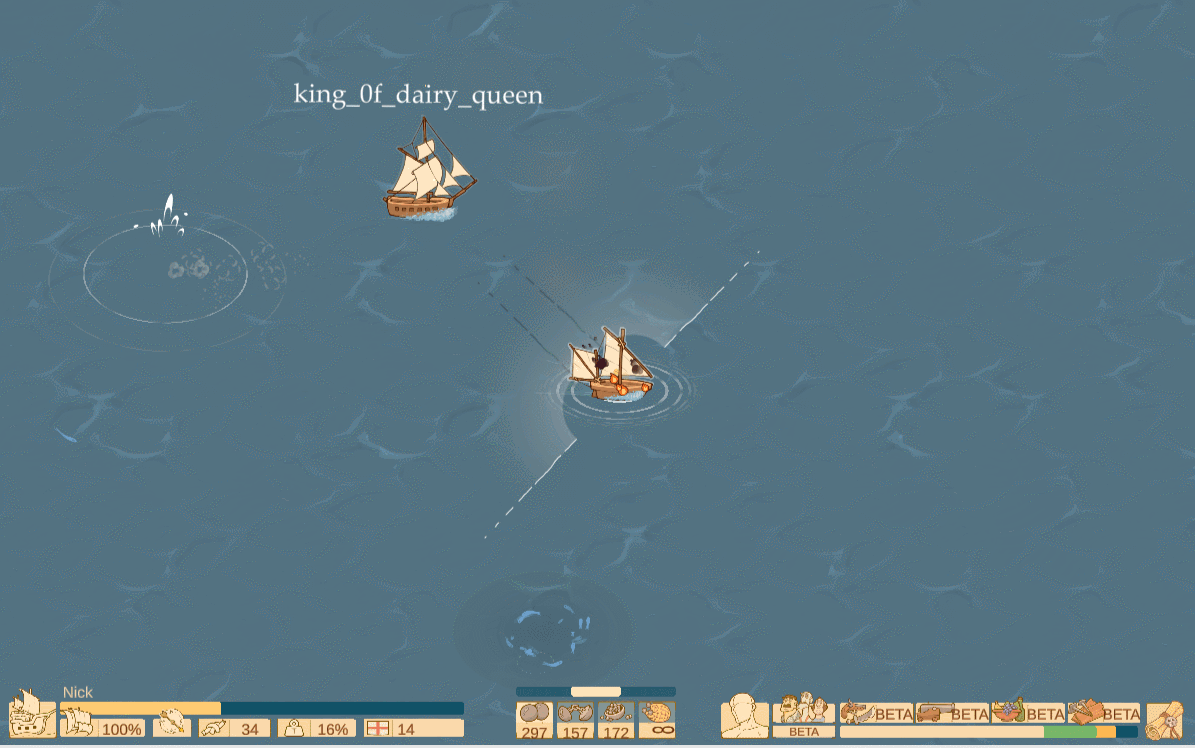 king_0f_dairy_queen
Nick
100%
34
16%
14
297
157
172
∞
BETA
BETA
BETA
BETA
BETA